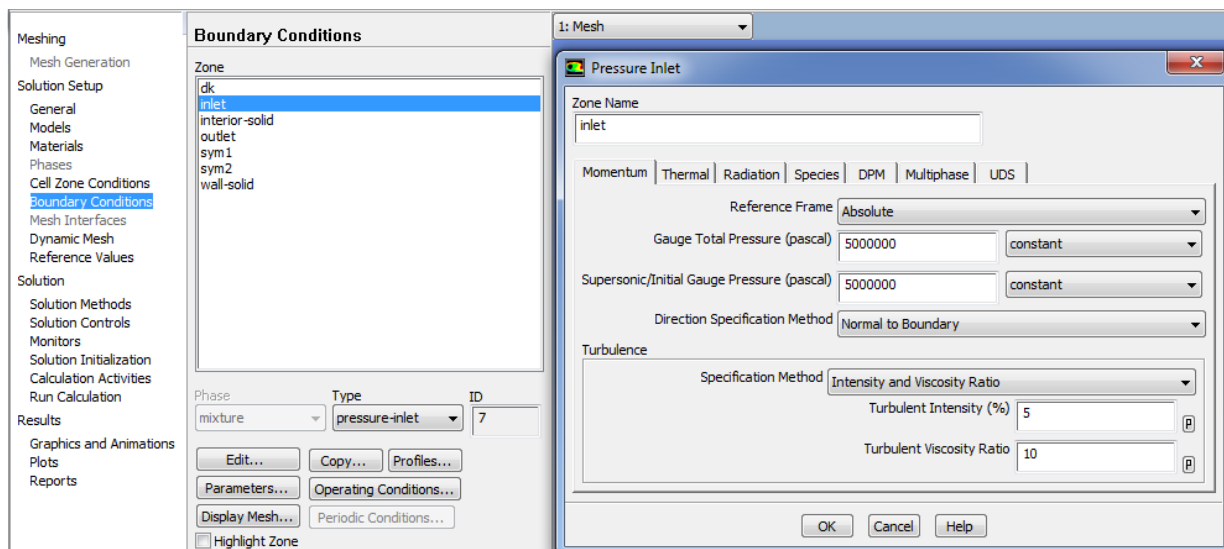 Meshing
Mesh Generation
Solution Setup
General
Models
Materials
Phases
Cell Zone Conditions
Boundary Conditions
Mesh Interfaces
Dynamic Mesh
Reference Values
Solution
Solution Methods
Solution Controls
Monitors
Solution Initialization
Calculation Activities
Run Calculation
Results
Graphics and Animations
Plots
Reports
Boundary Conditions
Zone
dk
inlet
interior-solid
outlet
sym1
sym2
wall-solid
Phase Type ID
mixture pressure-inlet 7
Edit... Copy... Profiles...
Parameters... Operating Conditions...
Display Mesh... Periodic Conditions...
Highlight Zone
1: Mesh
Pressure Inlet
Zone Name
inlet
Momentum Thermal Radiation Species DPM Multiphase UDS
Reference Frame Absolute
Gauge Total Pressure (pascal) 5000000 constant
Supersonic/Initial Gauge Pressure (pascal) 5000000 constant
Direction Specification Method Normal to Boundary
Turbulence
Specification Method Intensity and Viscosity Ratio
Turbulent Intensity (%) 5 P
Turbulent Viscosity Ratio 10 P
OK Cancel Help